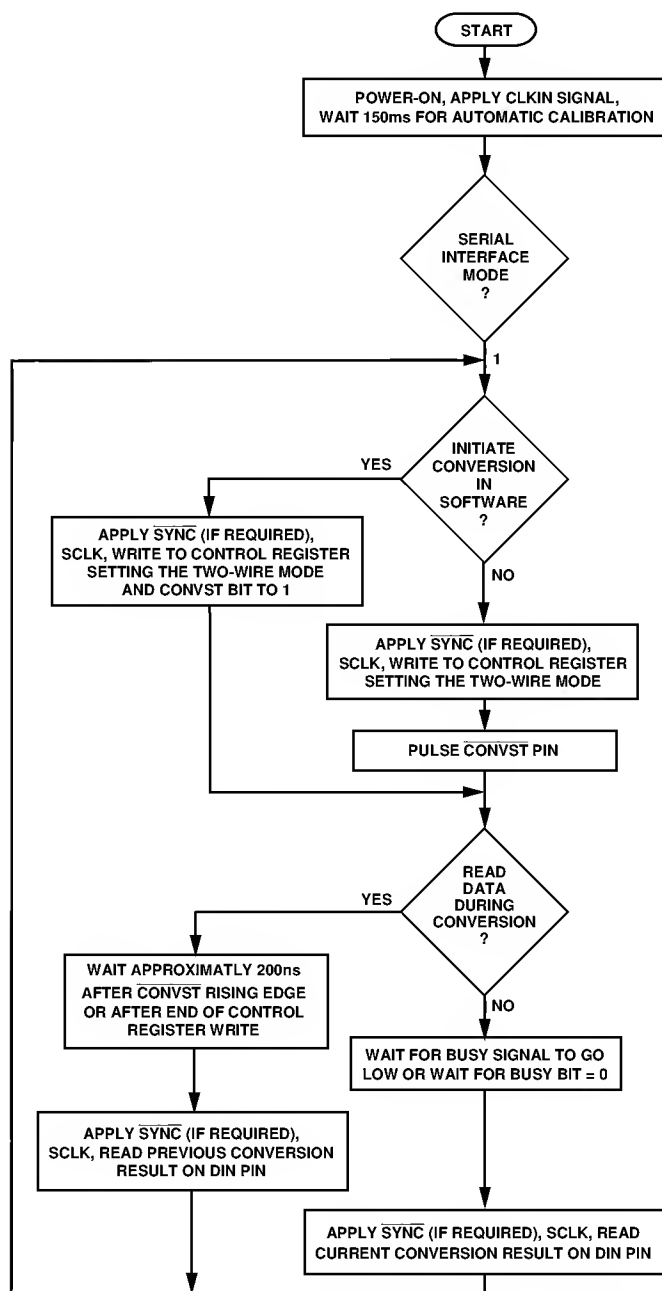 START
POWER-ON, APPLY CLKIN SIGNAL,
WAIT 150ms FOR AUTOMATIC CALIBRATION
SERIAL
INTERFACE
MODE
?
1
INITIATE
CONVERSION
IN
SOFTWARE
?
YES
NO
APPLY SYNC (IF REQUIRED),
SCLK, WRITE TO CONTROL REGISTER
SETTING THE TWO-WIRE MODE
AND CONVST BIT TO 1
APPLY SYNC (IF REQUIRED),
SCLK, WRITE TO CONTROL REGISTER
SETTING THE TWO-WIRE MODE
PULSE CONVST PIN
READ
DATA
DURING
CONVERSION
?
YES
NO
WAIT APPROXIMATLY 200ns
AFTER CONVST RISING EDGE
OR AFTER END OF CONTROL
REGISTER WRITE
WAIT FOR BUSY SIGNAL TO GO
LOW OR WAIT FOR BUSY BIT = 0
APPLY SYNC (IF REQUIRED),
SCLK, READ PREVIOUS CONVERSION
RESULT ON DIN PIN
APPLY SYNC (IF REQUIRED), SCLK, READ
CURRENT CONVERSION RESULT ON DIN PIN